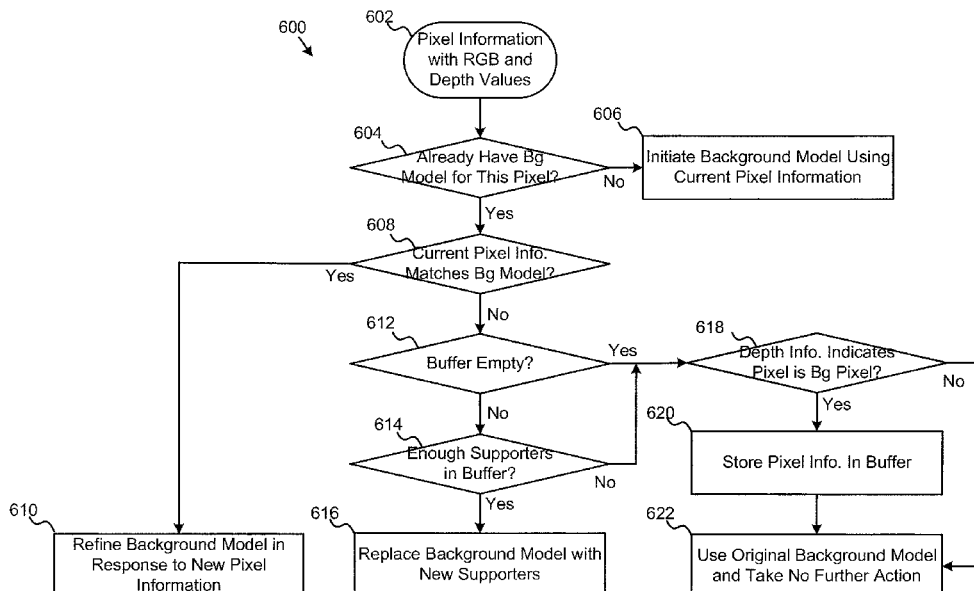 600
602
Pixel Information
with RGB and
Depth Values
604
Already Have Bg
Model for This Pixel?
No
Yes
606
Initiate Background Model Using
Current Pixel Information
608
Current Pixel Info.
Matches Bg Model?
Yes
No
612
Buffer Empty?
Yes
No
618
Depth Info. Indicates
Pixel is Bg Pixel?
No
Yes
614
Enough Supporters
in Buffer?
No
Yes
620
Store Pixel Info. In Buffer
610
Refine Background Model in
Response to New Pixel
Information
616
Replace Background Model with
New Supporters
622
Use Original Background Model
and Take No Further Action